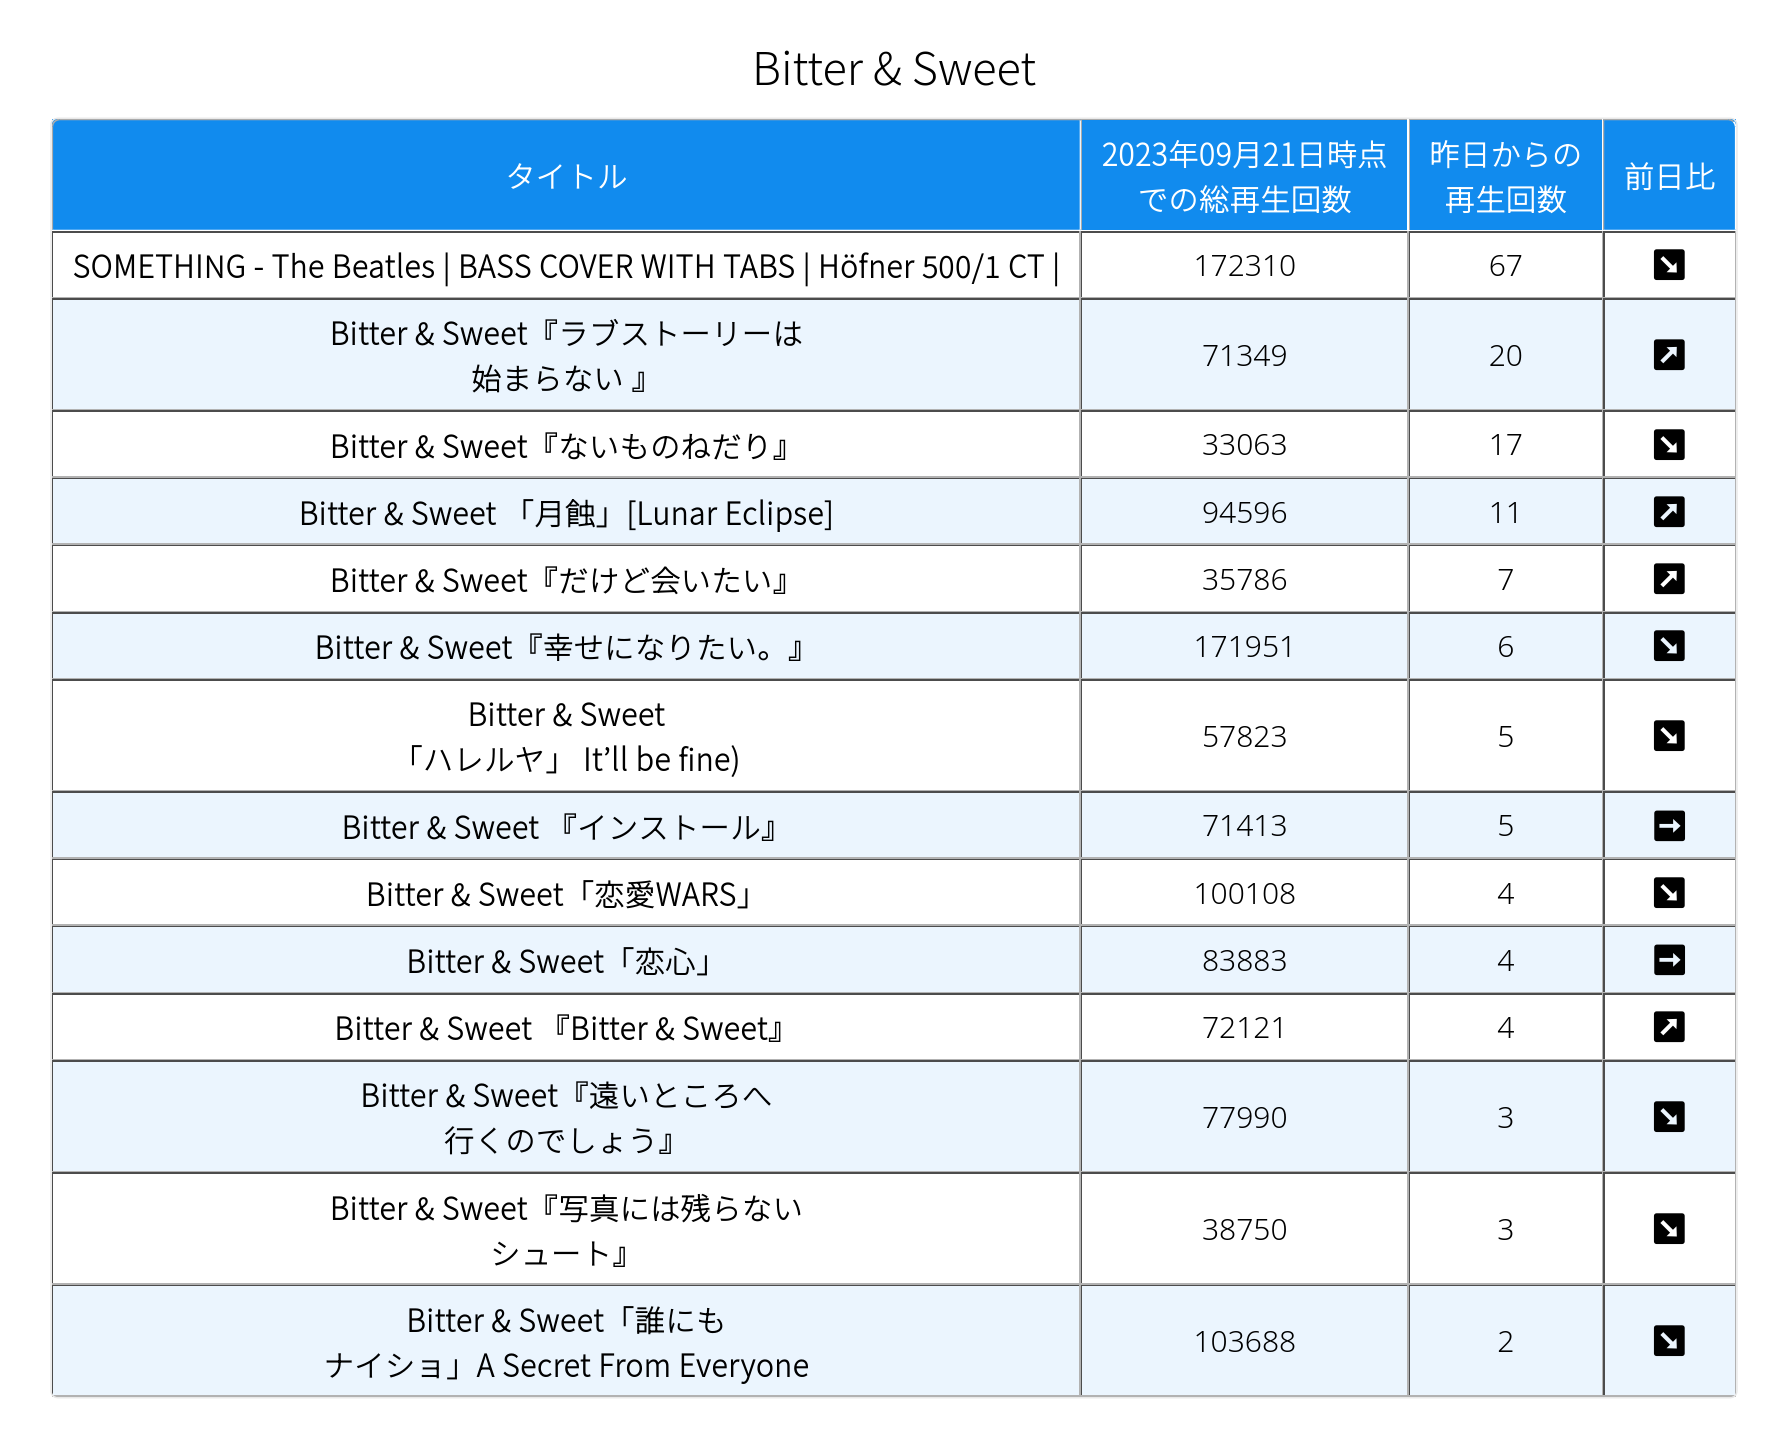 Bitter & Sweet
タイトル
2023年09月21日時点
での総再生回数
昨日からの
再生回数
前日比
SOMETHING - The Beatles | BASS COVER WITH TABS | Höfner 500/1 CT |
172310
67
Bitter & Sweet『ラブストーリーは
始まらない 』
71349
20
Bitter & Sweet『ないものねだり』
33063
17
Bitter & Sweet 「月蝕」[Lunar Eclipse]
94596
11
Bitter & Sweet『だけど会いたい』
35786
7
Bitter & Sweet『幸せになりたい。』
171951
6
Bitter & Sweet
「ハレルヤ」 It’ll be fine)
57823
5
Bitter & Sweet 『インストール』
71413
5
Bitter & Sweet「恋愛WARS」
100108
4
Bitter & Sweet「恋心」
83883
4
Bitter & Sweet 『Bitter & Sweet』
72121
4
Bitter & Sweet『遠いところへ
行くのでしょう』
77990
3
Bitter & Sweet『写真には残らない
シュート』
38750
3
Bitter & Sweet「誰にも
ナイショ」A Secret From Everyone
103688
2